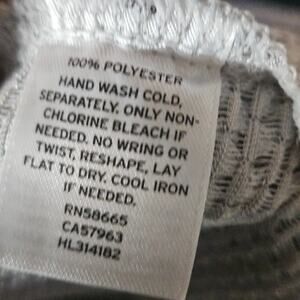 100% POLYESTER
HAND WASH COLD,
SEPARATELY. ONLY NON-
CHLORINE BLEACH IF
NEEDED. NO WRING OR
TWIST, RESHAPE, LAY
FLAT TO DRY. COOL IRON
IF NEEDED.
RN58665
CA57963
HL314182